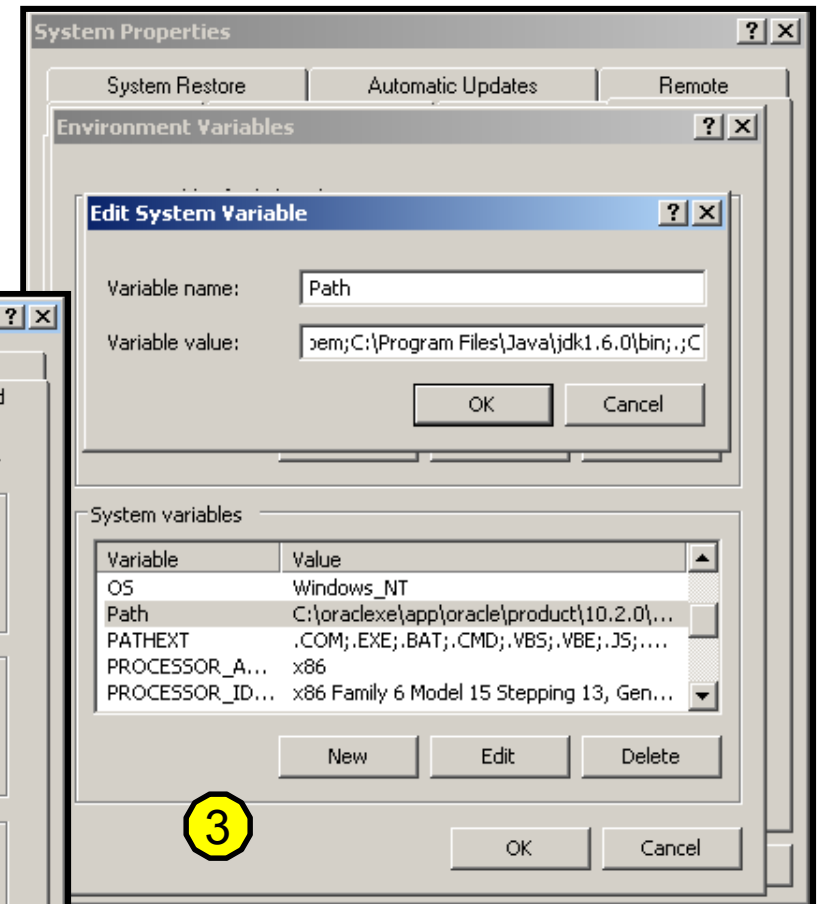 System Properties
System Restore Automatic Updates Remote
Environment Variables
Edit System Variable
Variable name: Path
Variable value: ;C:\Program Files\Java\jdk1.6.0\bin;.;C
OK Cancel
System variables
Variable Value
OS Windows_NT
Path C:\oraclexe\app\oracle\product\10.2.0\...
PATHEXT .COM;.EXE;.BAT;.CMD;.VBS;.VBE;.JS;....
PROCESSOR_A... x86
PROCESSOR_ID... x86 Family 6 Model 15 Stepping 13, Gen...
New Edit Delete
3
OK Cancel